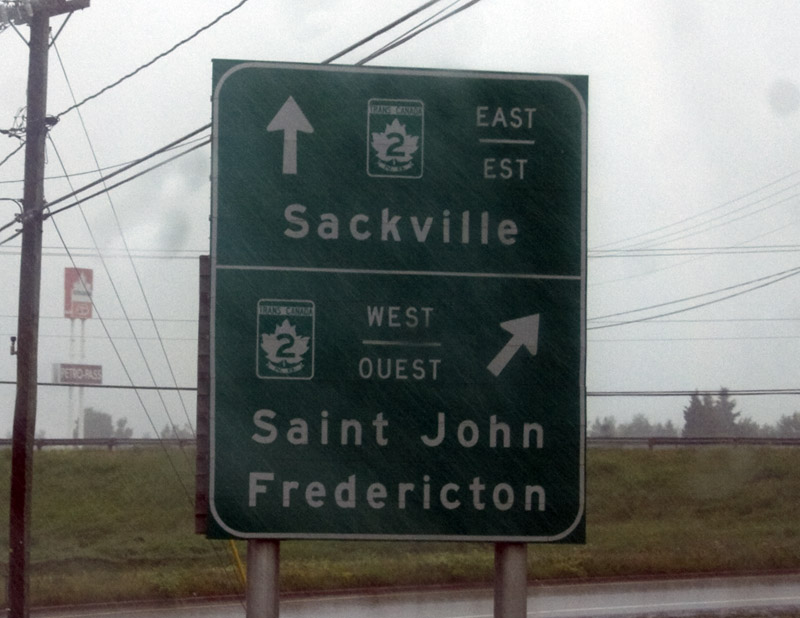 TRANS-CANADA
2
EAST
EST
Sackville
TRANS-CANADA
2
WEST
OUEST
Saint John
Fredericton
PETRO-PASS